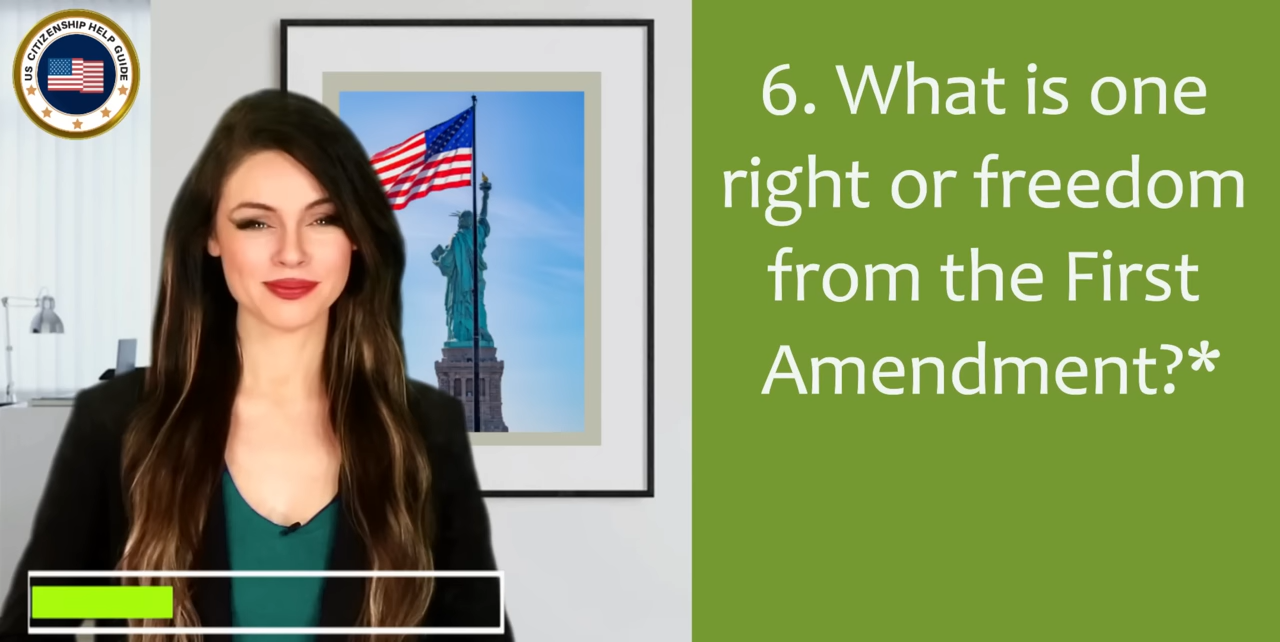 US CITIZENSHIP HELP GUIDE
6. What is one
right or freedom
from the First
Amendment?*